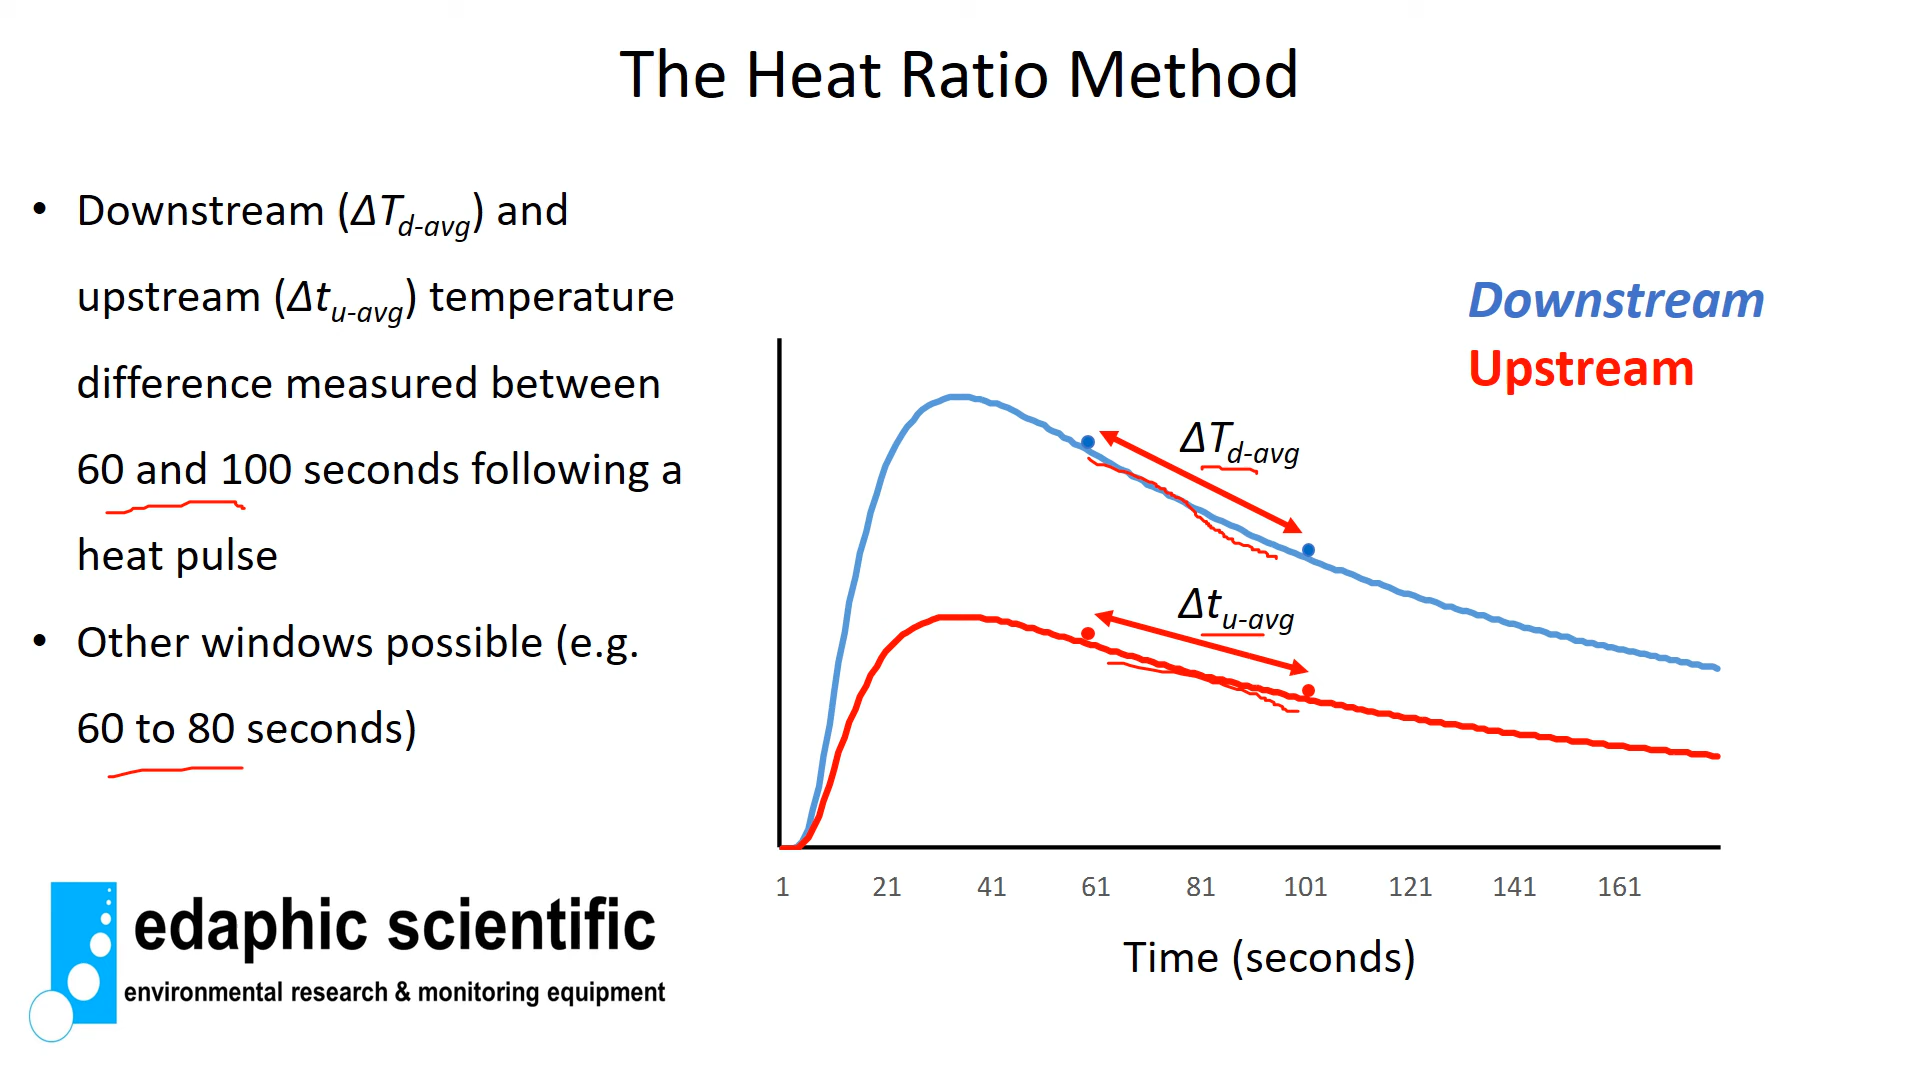 The Heat Ratio Method
• Downstream (ΔTd-avg) and
upstream (Δtu-avg) temperature
difference measured between
60 and 100 seconds following a
heat pulse
• Other windows possible (e.g.
60 to 80 seconds)
Downstream
Upstream
ΔTd-avg
Δtu-avg
1 21 41 61 81 101 121 141 161
Time (seconds)
edaphic scientific
environmental research & monitoring equipment